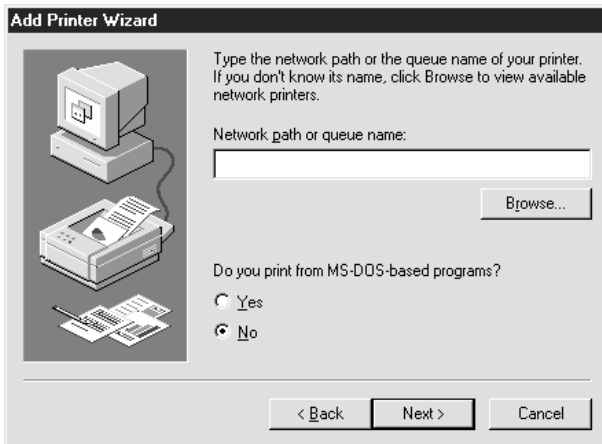 Add Printer Wizard
Type the network path or the queue name of your printer.
If you don't know its name, click Browse to view available
network printers.
Network path or queue name:
Browse...
Do you print from MS-DOS-based programs?
Yes
No
< Back
Next >
Cancel